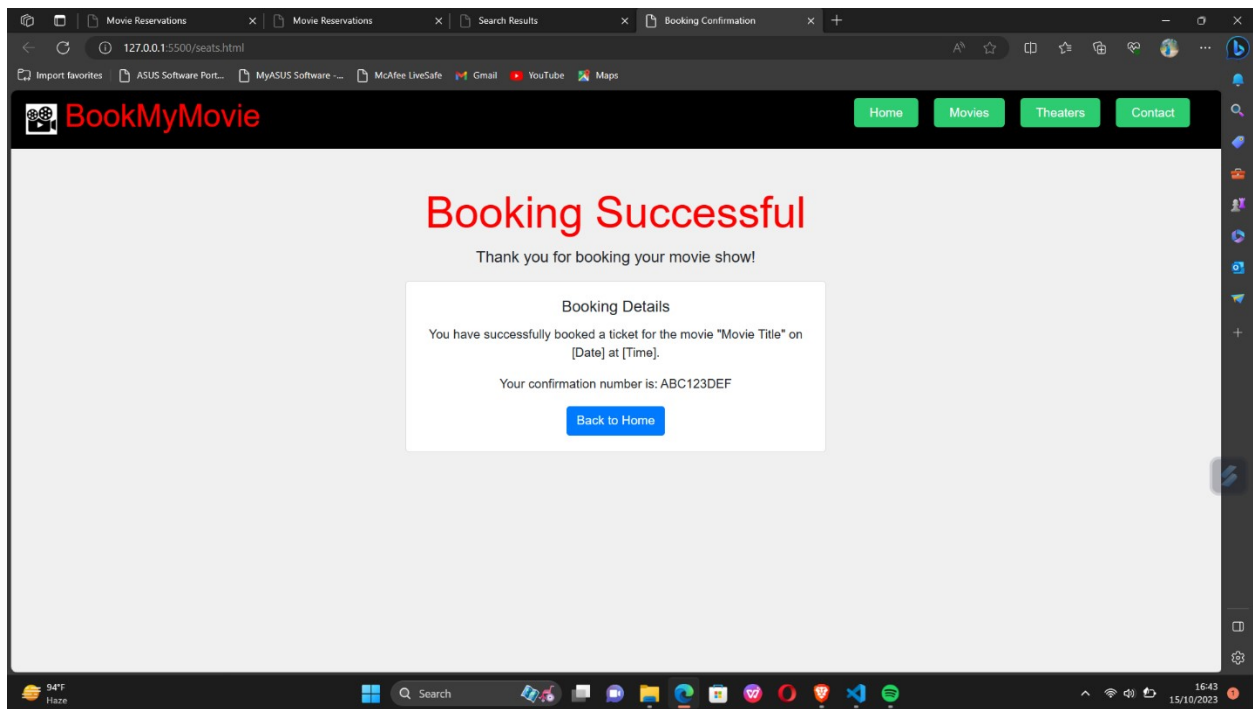 Movie Reservations
Movie Reservations
Search Results
Booking Confirmation
127.0.0.1:5500/seats.html
Import favorites
ASUS Software Port...
MyASUS Software -...
McAfee LiveSafe
Gmail
YouTube
Maps
BookMyMovie
Home
Movies
Theaters
Contact
Booking Successful
Thank you for booking your movie show!
Booking Details
You have successfully booked a ticket for the movie "Movie Title" on
[Date] at [Time].
Your confirmation number is: ABC123DEF
Back to Home
94°F
Haze
Search
16:43
15/10/2023